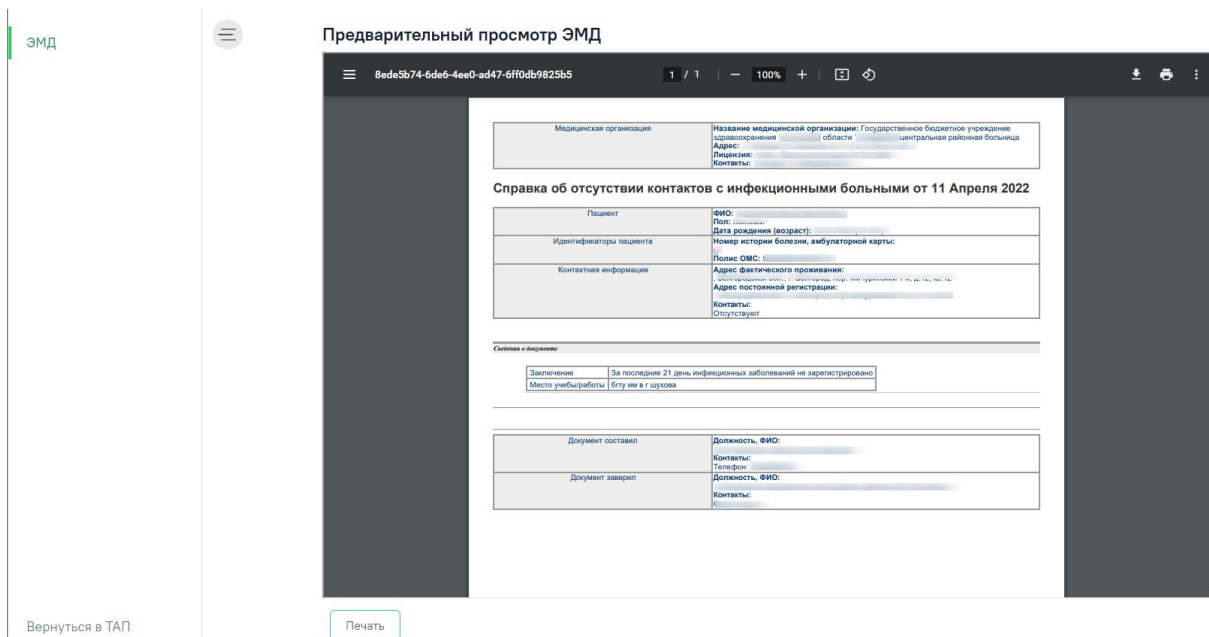 ЭМД
Предварительный просмотр ЭМД
8ede5b74-6de6-4ee0-ad47-6ff0db9825b5
1 / 1
100%
Медицинская организация
Название медицинской организации: Государственное бюджетное учреждение
здравоохранения области центральная районная больница
Адрес:
Лицензия:
Контакты:
Справка об отсутствии контактов с инфекционными больными от 11 Апреля 2022
Пациент
ФИО:
Пол:
Дата рождения (возраст):
Идентификаторы пациента
Номер истории болезни, амбулаторной карты:
Полис ОМС:
Контактная информация
Адрес фактического проживания:
Адрес постоянной регистрации:
Контакты:
Отсутствуют
Сведения о документе
Заключение За последние 21 день инфекционных заболеваний не зарегистрировано
Место учебы/работы бгту им в г шухова
Документ составил
Должность, ФИО:
Контакты:
Телефон:
Документ заверил
Должность, ФИО:
Контакты:
Вернуться в ТАП
Печать